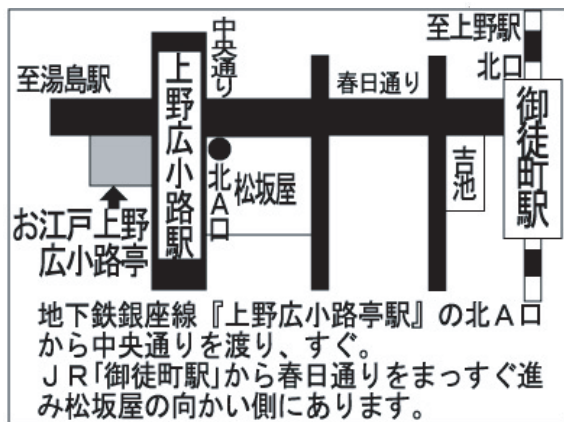 至上野駅
北口
中央通り
至湯島駅
春日通り
上野広小路駅
御徒町駅
北A口
松坂屋
吉池
お江戸上野
広小路亭
地下鉄銀座線『上野広小路亭駅』の北A口
から中央通りを渡り、すぐ。
JR「御徒町駅」から春日通りをまっすぐ進
み松坂屋の向かい側にあります。